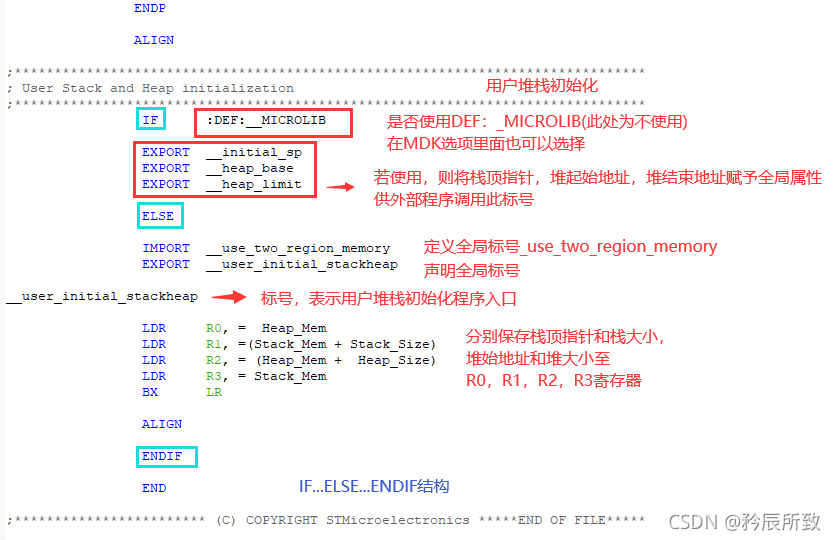 ENDP
ALIGN
;*******************************************************************************
; User Stack and Heap initialization 用户堆栈初始化
;*******************************************************************************
IF :DEF:__MICROLIB 是否使用DEF：_MICROLIB(此处为不使用)
在MDK选项里面也可以选择
EXPORT __initial_sp
EXPORT __heap_base 若使用，则将栈顶指针，堆起始地址，堆结束地址赋予全局属性
EXPORT __heap_limit 供外部程序调用此标号
ELSE
IMPORT __use_two_region_memory 定义全局标号_use_two_region_memory
EXPORT __user_initial_stackheap 声明全局标号
__user_initial_stackheap 标号，表示用户堆栈初始化程序入口
LDR R0, = Heap_Mem 分别保存栈顶指针和栈大小，
LDR R1, =(Stack_Mem + Stack_Size) 堆始地址和堆大小至
LDR R2, = (Heap_Mem + Heap_Size) R0，R1，R2，R3寄存器
LDR R3, = Stack_Mem
BX LR
ALIGN
ENDIF
END IF...ELSE...ENDIF结构
;************************ (C) COPYRIGHT STMicroelectronics *****END OF FILE*****
CSDN @矜辰所致